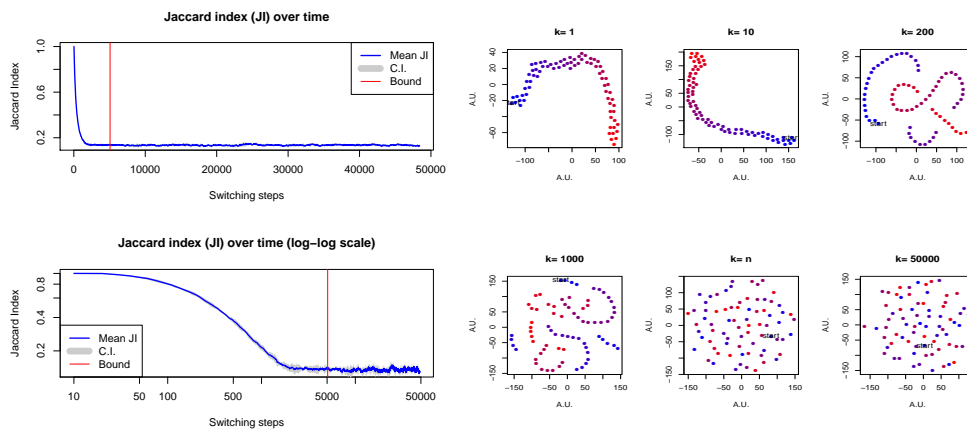 Jaccard index (JI) over time
Jaccard Index
1.0
0.6
0.2
Mean JI
C.I.
Bound
0
10000
20000
30000
40000
50000
Switching steps
Jaccard index (JI) over time (log−log scale)
Jaccard Index
0.8
0.4
0.2
Mean JI
C.I.
Bound
10
50
100
500
5000
50000
Switching steps
k= 1
A.U.
40
20
0
−20
−60
start
−100
−50
0
50
100
A.U.
k= 10
A.U.
150
100
50
0
−100
start
−50
0
50
100
150
A.U.
k= 200
A.U.
100
50
0
−50
−100
start
−100
−50
0
50
100
A.U.
k= 1000
A.U.
150
50
0
−50
−150
start
−150
−50
0
50
150
A.U.
k= n
A.U.
150
50
0
−50
−150
start
−150
−50
0
50
150
A.U.
k= 50000
A.U.
150
50
0
−50
−150
start
−150
−50
0
50
100
A.U.